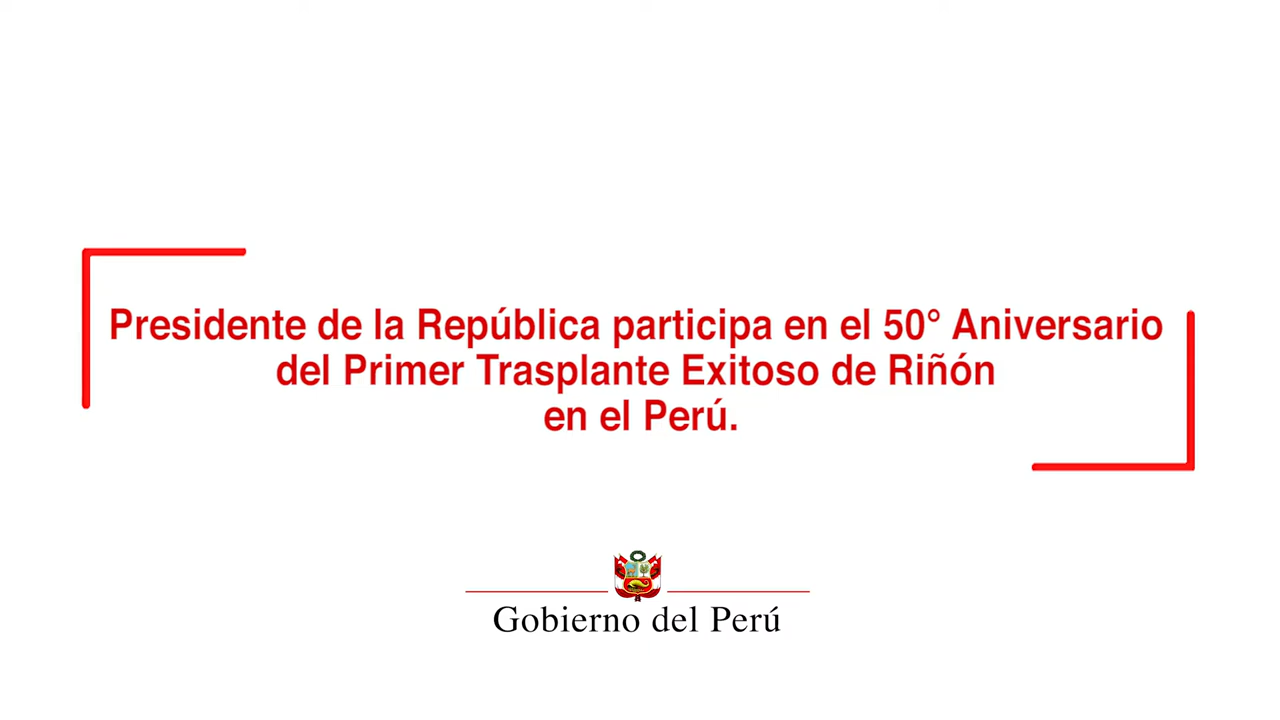 Presidente de la República participa en el 50° Aniversario
del Primer Trasplante Exitoso de Riñón
en el Perú.
Gobierno del Perú